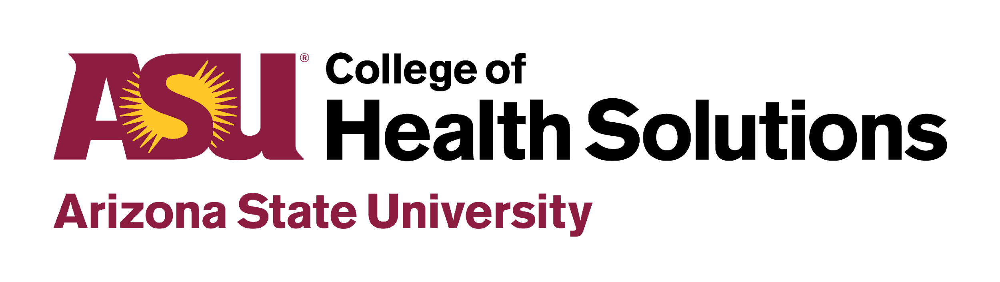 ASU®
College of
Health Solutions
Arizona State University